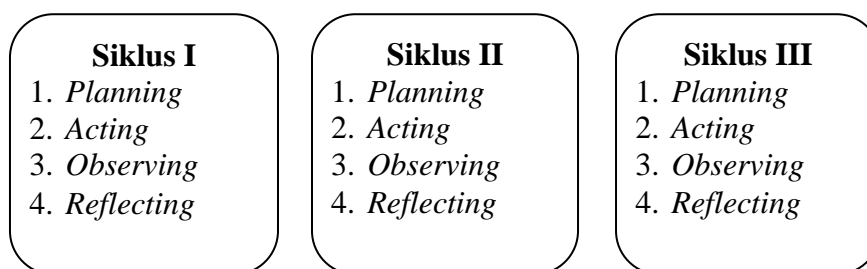 Siklus I
1. Planning
2. Acting
3. Observing
4. Reflecting
Siklus II
1. Planning
2. Acting
3. Observing
4. Reflecting
Siklus III
1. Planning
2. Acting
3. Observing
4. Reflecting